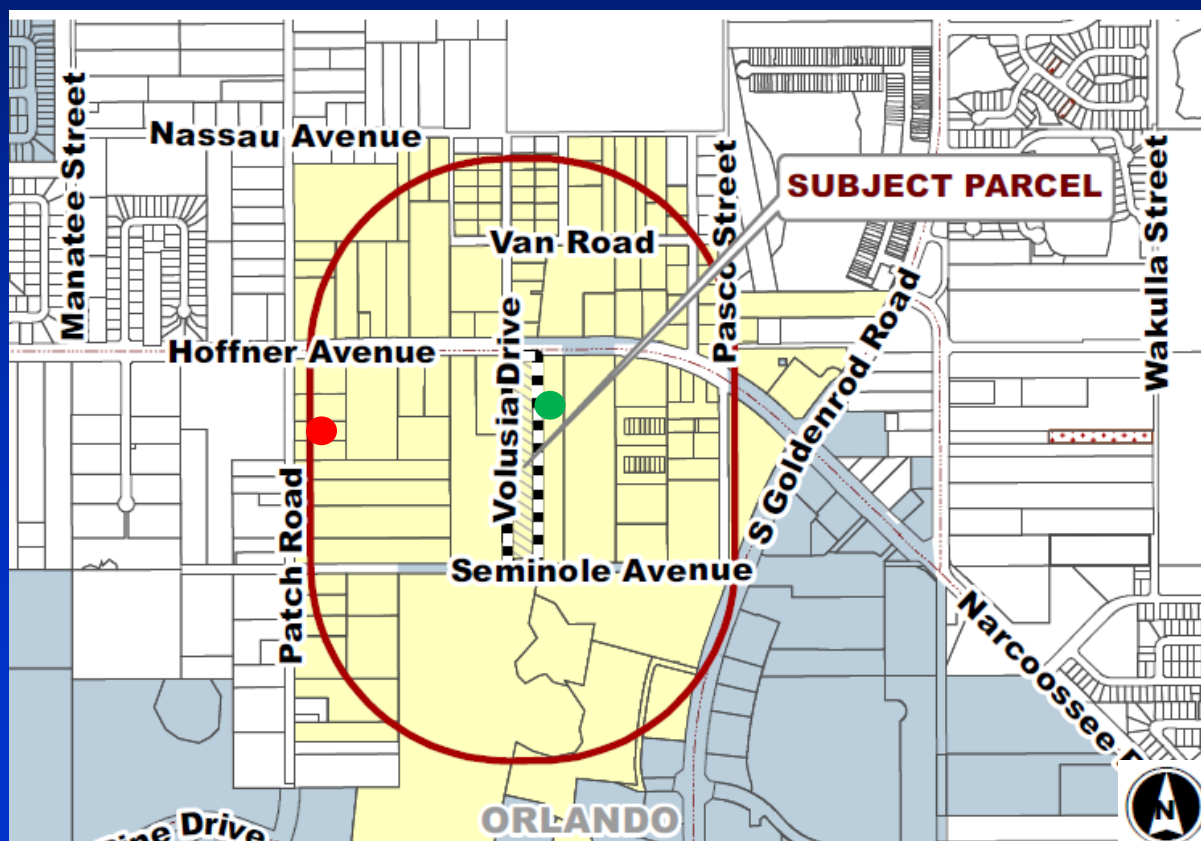 Manatee Street
Nassau Avenue
SUBJECT PARCEL
Pasco Street
Wakulla Street
Van Road
Volusia Drive
Hoffner Avenue
S Goldenrod Road
Patch Road
Seminole Avenue
Narcoossee
ORLANDO
Drive
N